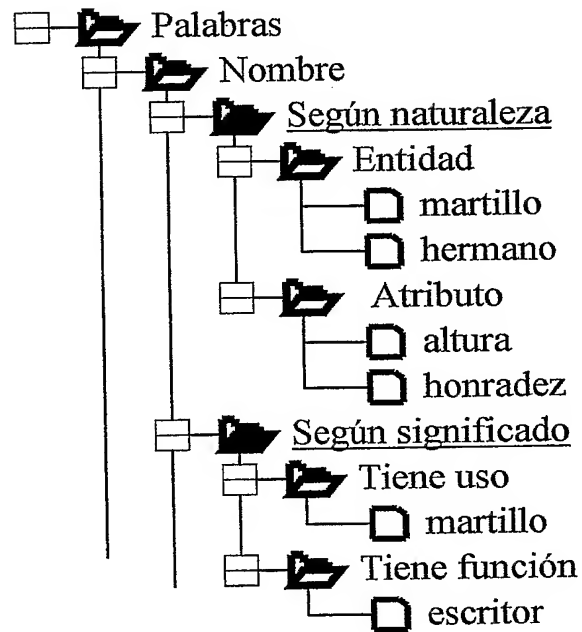 Palabras
Nombre
Según naturaleza
Entidad
martillo
hermano
Atributo
altura
honradez
Según significado
Tiene uso
martillo
Tiene función
escritor